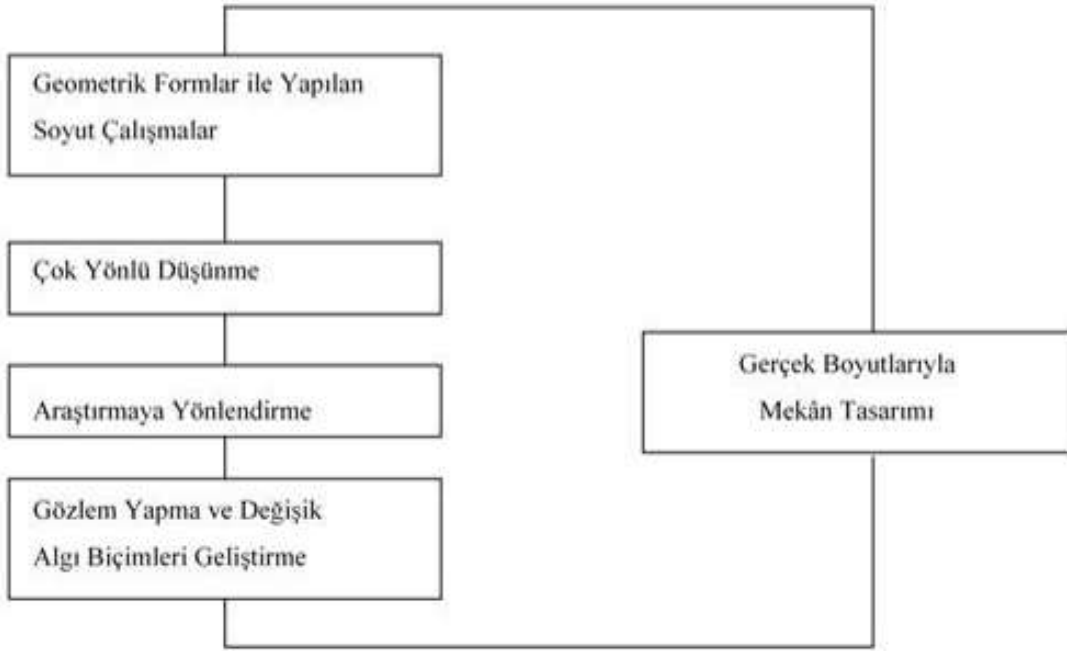 Geometrik Formlar ile Yapılan
Soyut Çalışmalar
Çok Yönlü Düşünme
Araştırmaya Yönlendirme
Gözlem Yapma ve Değişik
Algı Biçimleri Geliştirme
Gerçek Boyutlarıyla
Mekân Tasarımı